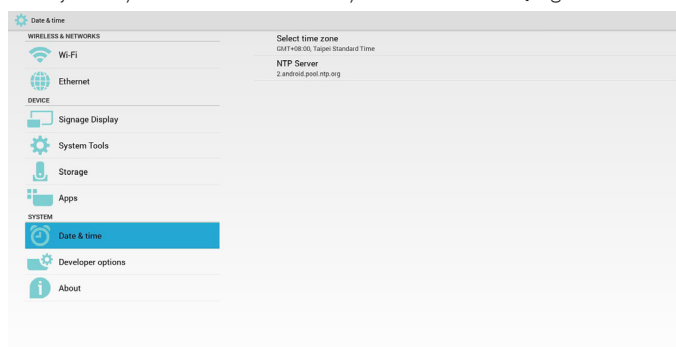 Date & time
WIRELESS & NETWORKS
Wi-Fi
Ethernet
DEVICE
Signage Display
System Tools
Storage
Apps
SYSTEM
Date & time
Developer options
About
Select time zone
GMT+08:00, Taipei Standard Time
NTP Server
2.android.pool.ntp.org